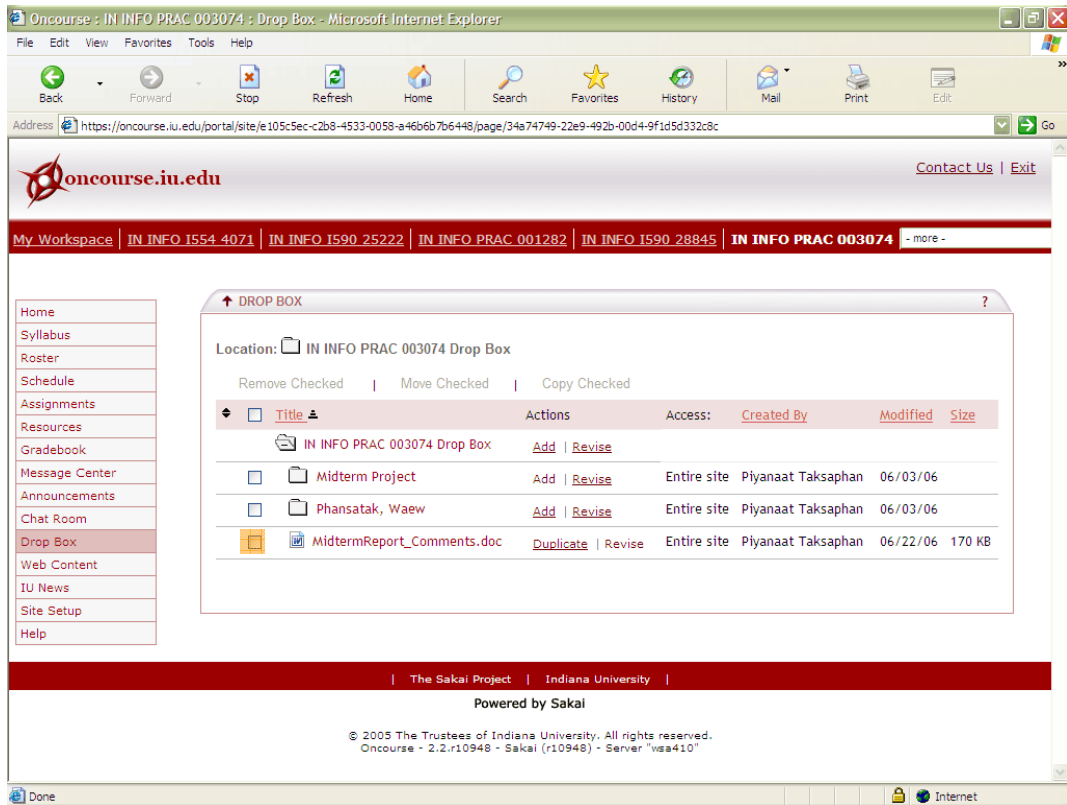 Oncourse : IN INFO PRAC 003074 : Drop Box - Microsoft Internet Explorer
File Edit View Favorites Tools Help
Back Forward Stop Refresh Home Search Favorites History Mail Print Edit
Address https://oncourse.iu.edu/portal/site/e105c5ec-c2b8-4533-0058-a46b6b7b6448/page/34a74749-22e9-492b-00d4-9f1d5d332c8c Go
oncourse.iu.edu
Contact Us | Exit
My Workspace | IN INFO I554 4071 | IN INFO I590 25222 | IN INFO PRAC 001282 | IN INFO I590 28845 | IN INFO PRAC 003074 - more -
Home
Syllabus
Roster
Schedule
Assignments
Resources
Gradebook
Message Center
Announcements
Chat Room
Drop Box
Web Content
IU News
Site Setup
Help
DROP BOX ?
Location: IN INFO PRAC 003074 Drop Box
Remove Checked | Move Checked | Copy Checked
Title Actions Access: Created By Modified Size
IN INFO PRAC 003074 Drop Box Add | Revise
Midterm Project Add | Revise Entire site Piyanaat Taksaphan 06/03/06
Phansatak, Waew Add | Revise Entire site Piyanaat Taksaphan 06/03/06
MidtermReport_Comments.doc Duplicate | Revise Entire site Piyanaat Taksaphan 06/22/06 170 KB
| The Sakai Project | Indiana University |
Powered by Sakai
© 2005 The Trustees of Indiana University. All rights reserved.
Oncourse - 2.2.r10948 - Sakai (r10948) - Server "wsa410"
Done Internet